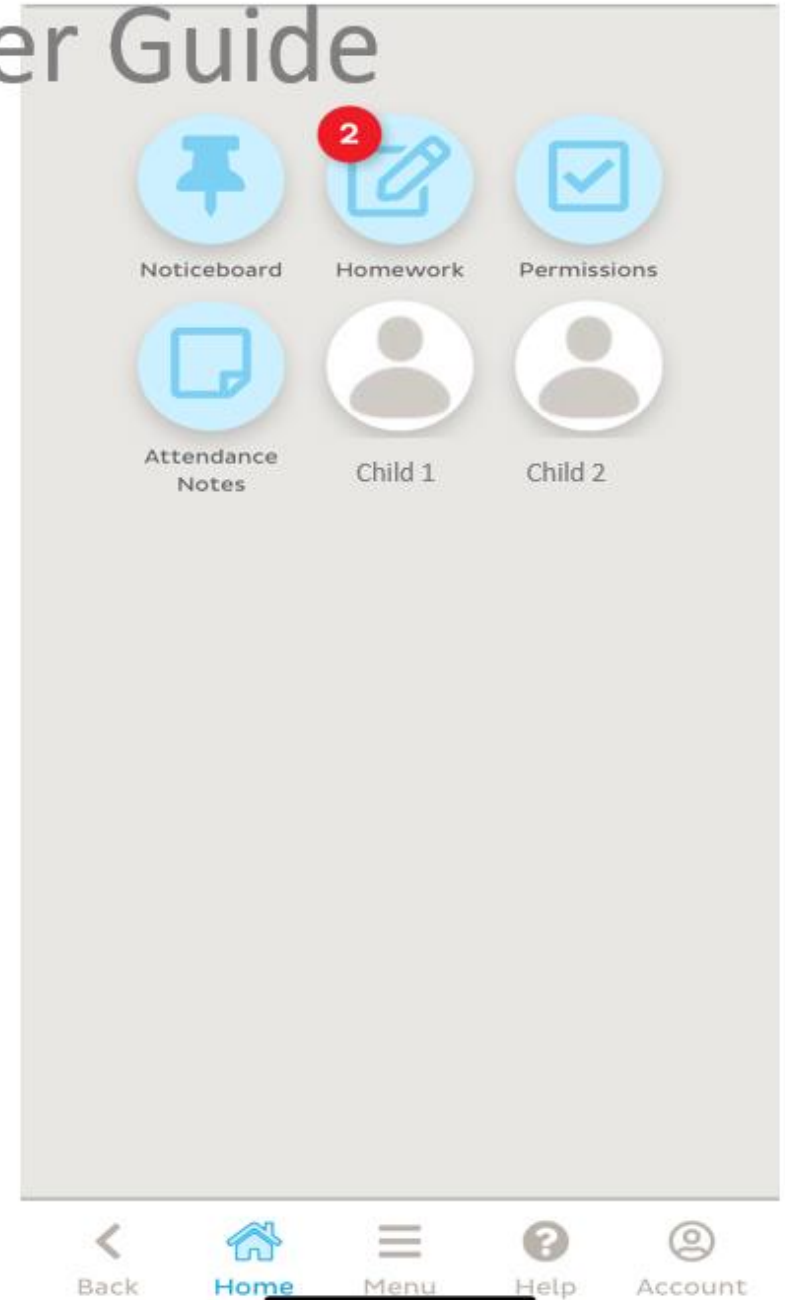 er Guide
2
Noticeboard Homework Permissions
Attendance
Notes
Child 1 Child 2
Back Home Menu Help Account